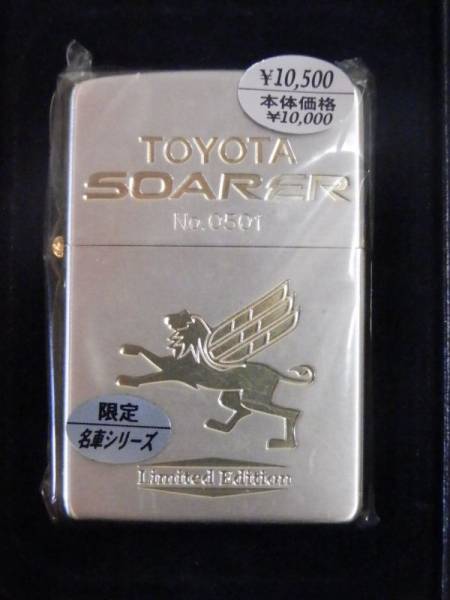 ¥10,500
本体価格
¥10,000
TOYOTA
SOARER
No.0501
限定
名車シリーズ
Limited Edition